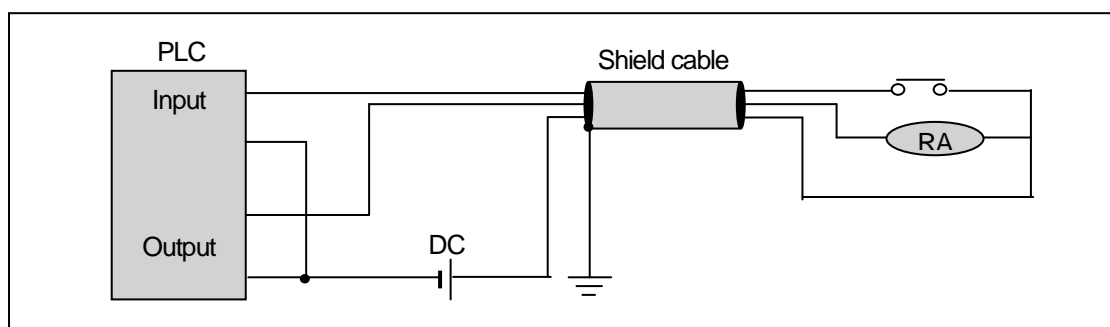 PLC
Shield cable
Input
RA
Output
DC